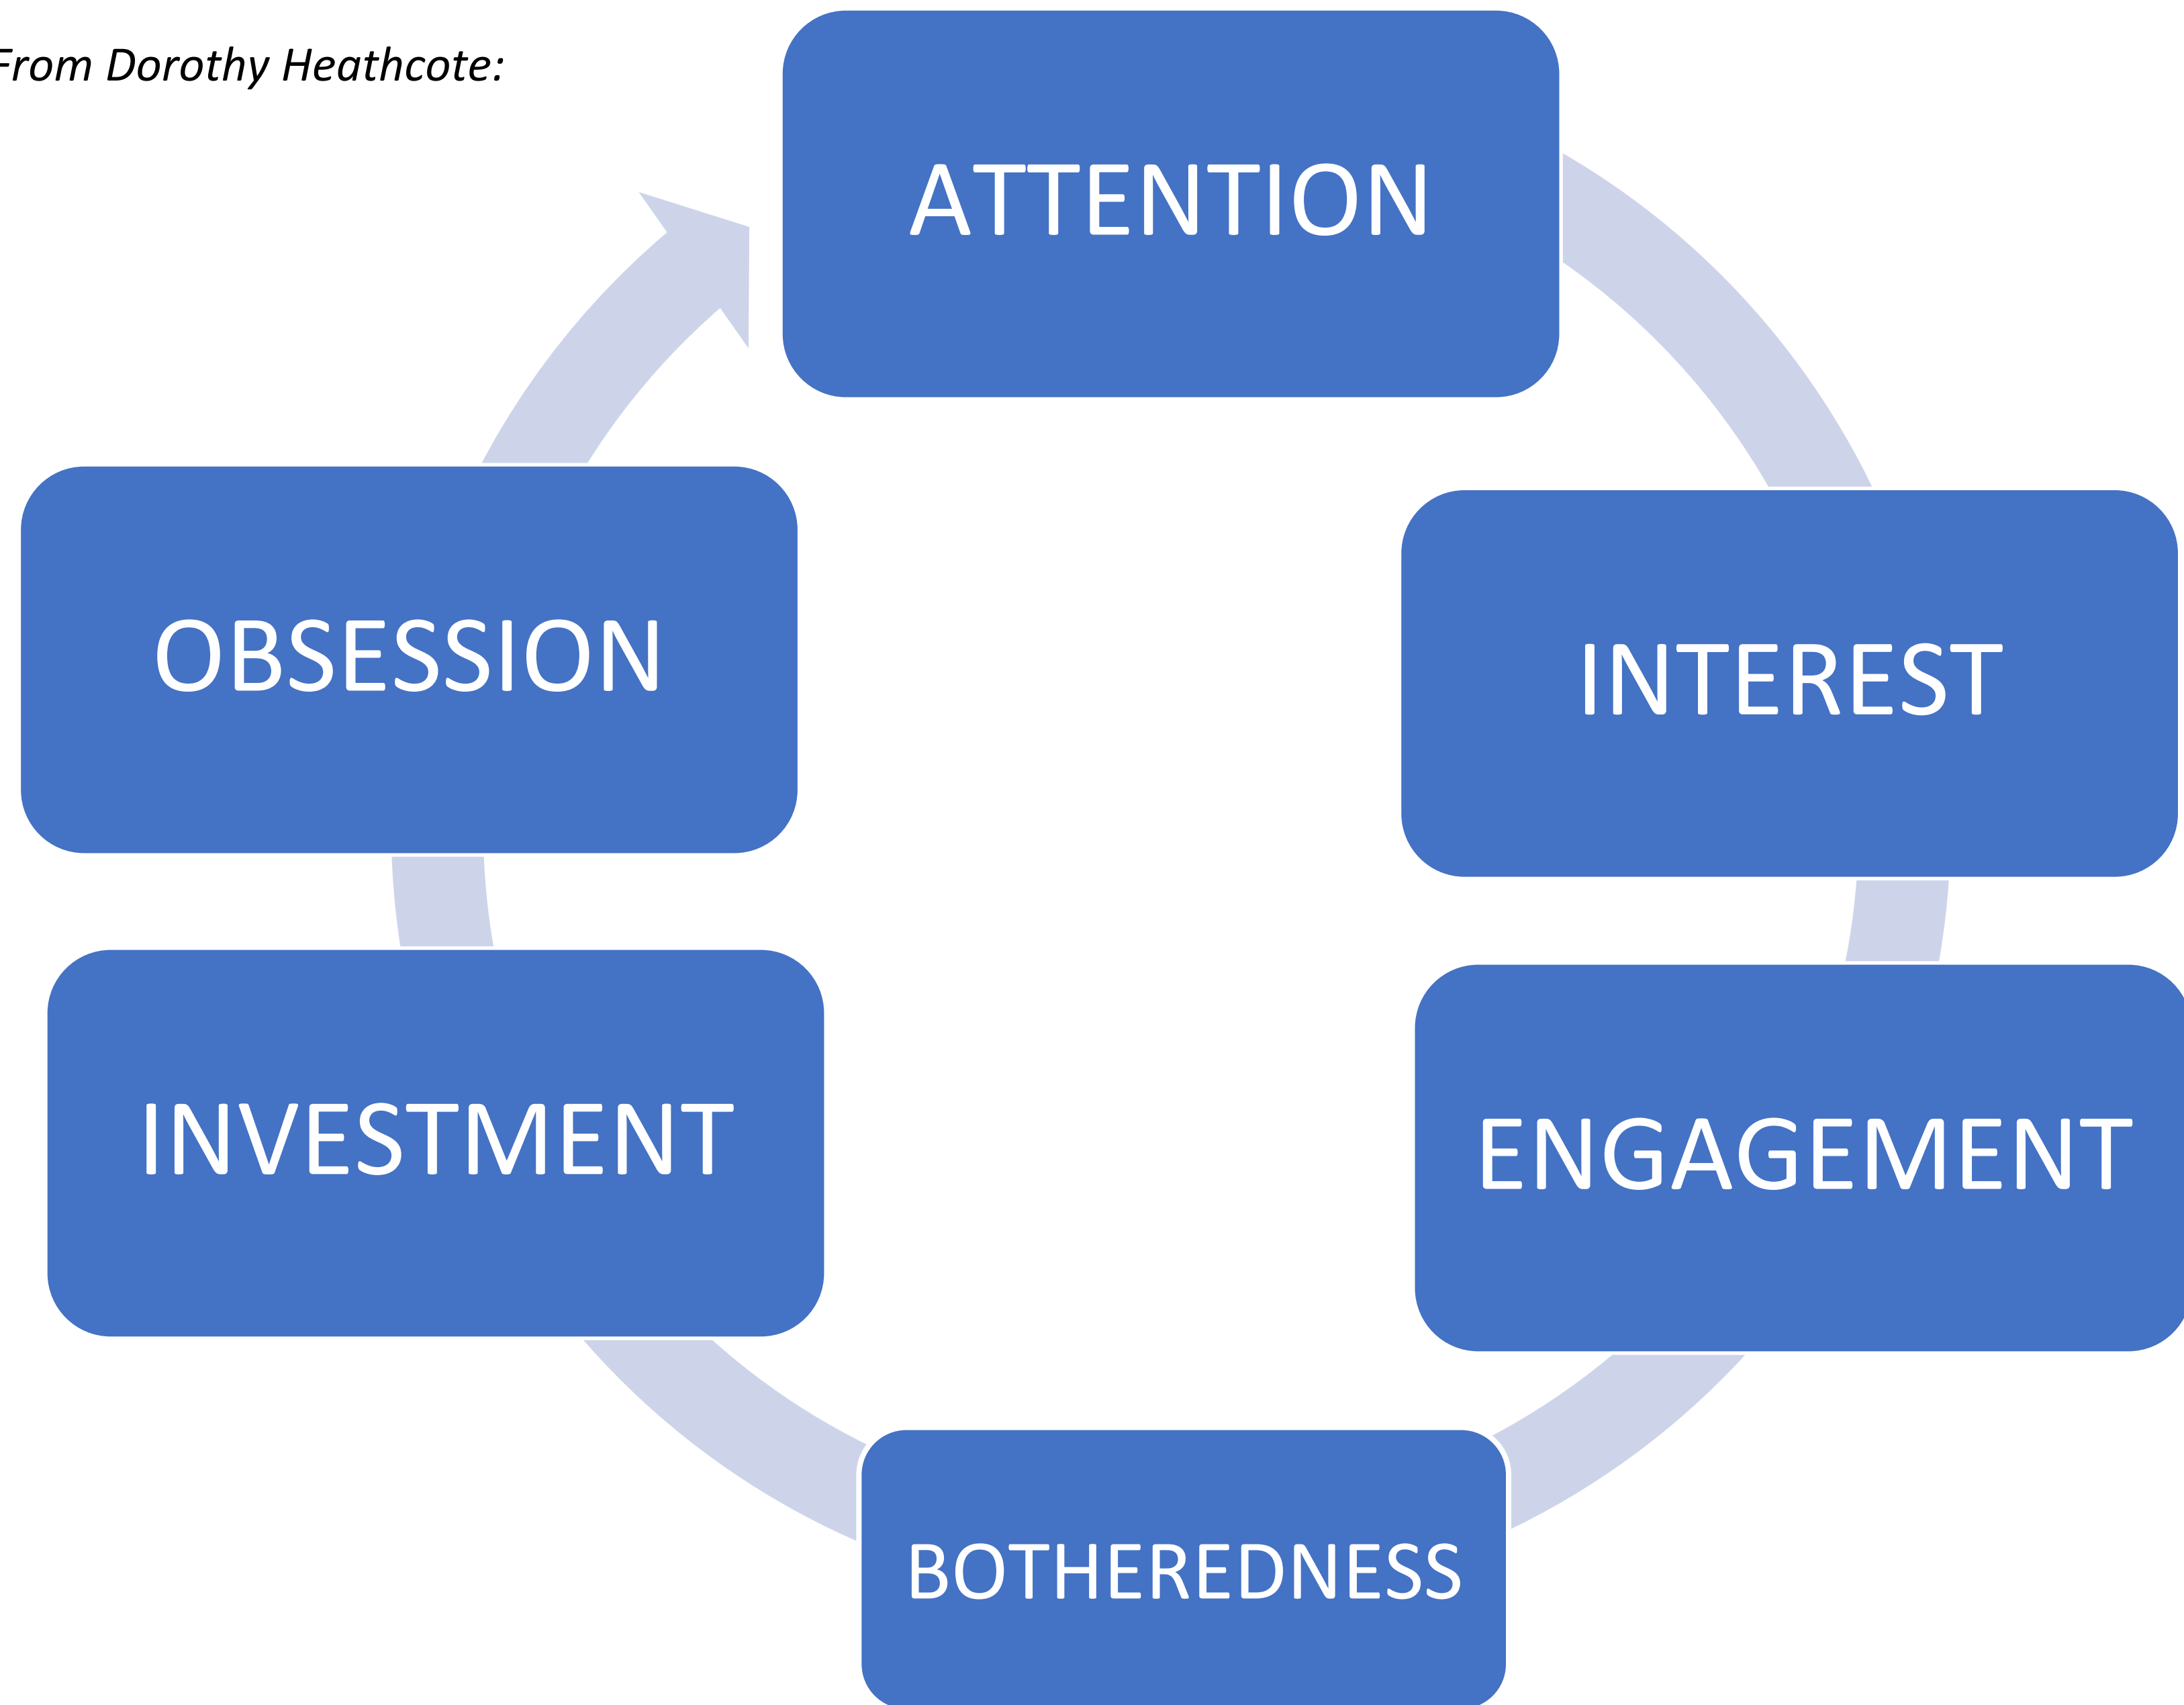 From Dorothy Heathcote:
ATTENTION
INTEREST
ENGAGEMENT
BOTHEREDNESS
INVESTMENT
OBSESSION